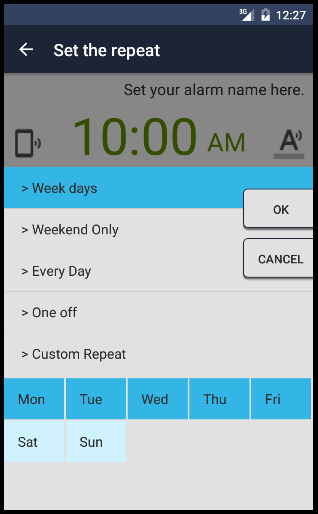 3G 12:27
Set the repeat
Set your alarm name here.
10:00 AM A
> Week days
OK
> Weekend Only
> Every Day
CANCEL
> One off
> Custom Repeat
Mon Tue Wed Thu Fri
Sat Sun